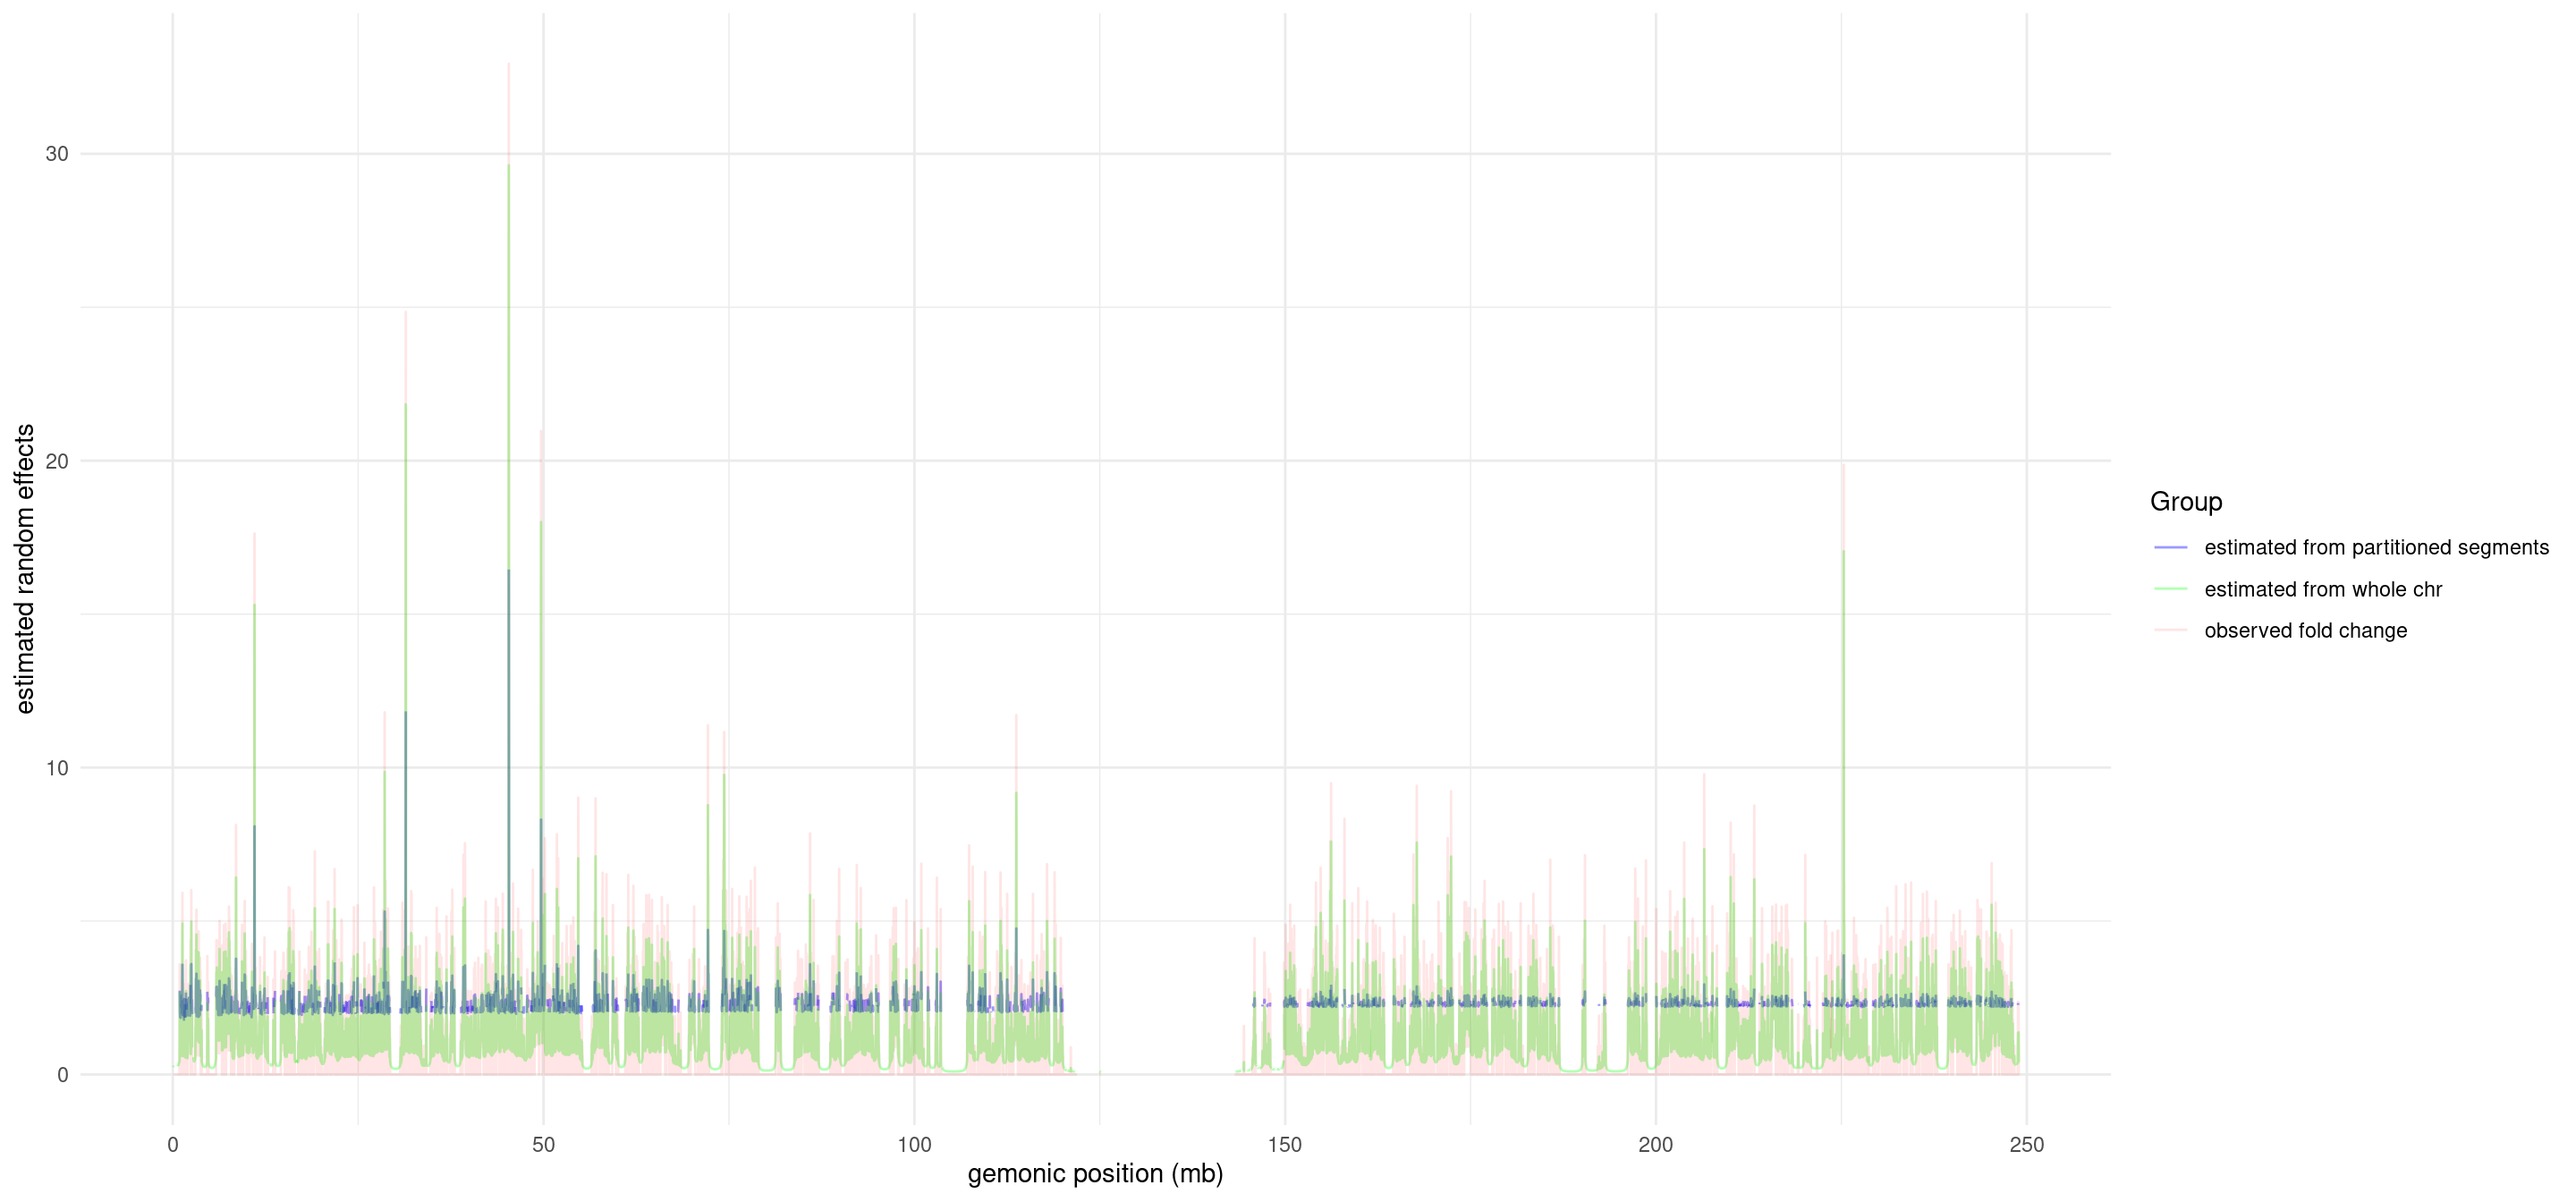 30
20
10
0
estimated random effects
0
50
100
150
200
250
gemonic position (mb)
Group
estimated from partitioned segments
estimated from whole chr
observed fold change